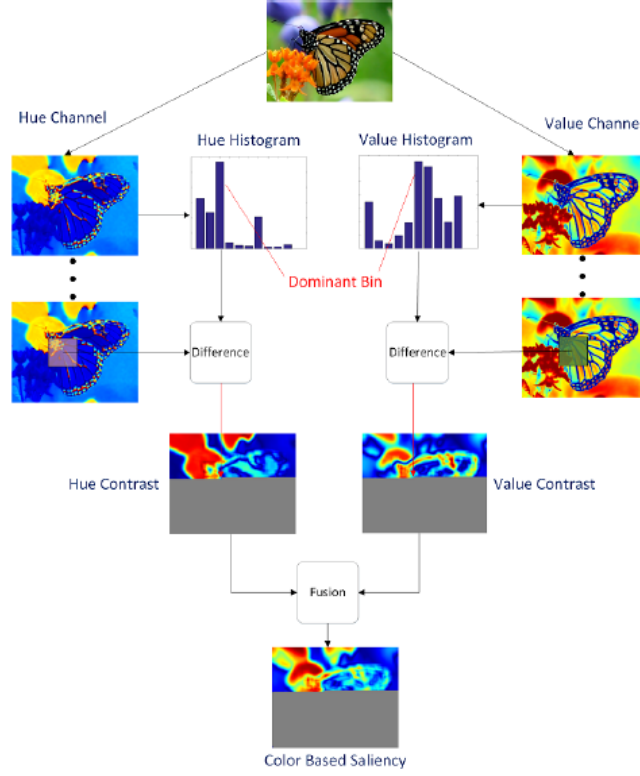 Hue Channel
Hue Histogram
Value Histogram
Value Channel
Dominant Bin
Difference
Difference
Hue Contrast
Value Contrast
Fusion
Color Based Saliency